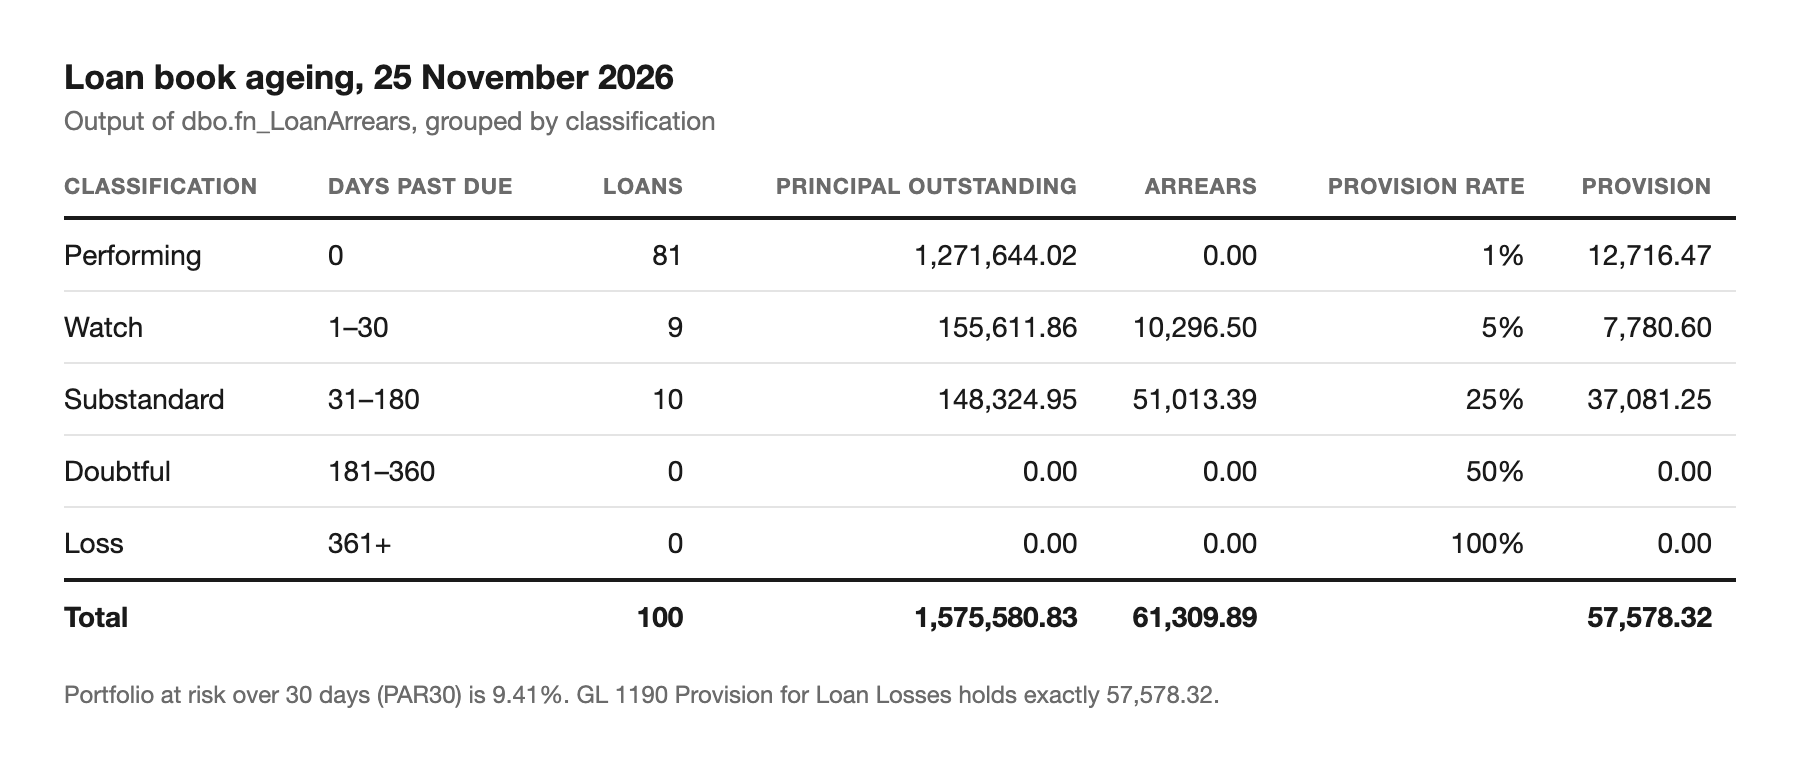 Loan book ageing, 25 November 2026
Output of dbo.fn_LoanArrears, grouped by classification
CLASSIFICATION DAYS PAST DUE LOANS PRINCIPAL OUTSTANDING ARREARS PROVISION RATE PROVISION
Performing 0 81 1,271,644.02 0.00 1% 12,716.47
Watch 1–30 9 155,611.86 10,296.50 5% 7,780.60
Substandard 31–180 10 148,324.95 51,013.39 25% 37,081.25
Doubtful 181–360 0 0.00 0.00 50% 0.00
Loss 361+ 0 0.00 0.00 100% 0.00
Total 100 1,575,580.83 61,309.89 57,578.32
Portfolio at risk over 30 days (PAR30) is 9.41%. GL 1190 Provision for Loan Losses holds exactly 57,578.32.